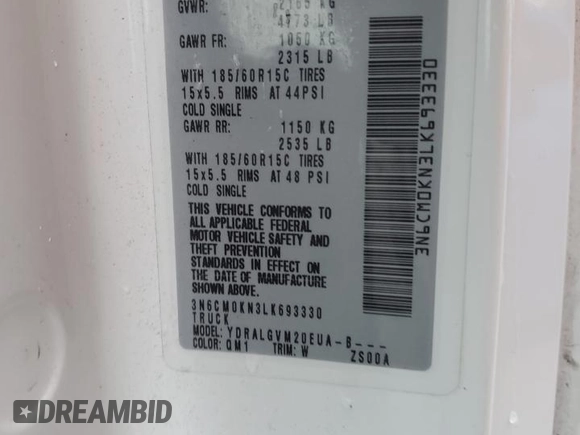 GVWR: 2165 KG
4773 LB
GAWR FR: 1050 KG
2315 LB
WITH 185/60R15C TIRES
15x5.5 RIMS AT 44PSI
COLD SINGLE
GAWR RR: 1150 KG
2535 LB
WITH 185/60R15C TIRES
15x5.5 RIMS AT 48 PSI
COLD SINGLE
THIS VEHICLE CONFORMS TO
ALL APPLICABLE FEDERAL
MOTOR VEHICLE SAFETY AND
THEFT PREVENTION
STANDARDS IN EFFECT ON
THE DATE OF MANUFACTURE
SHOWN ABOVE.
3N6CM0KN3LK693330
TRUCK
MODEL: YDRALGVM20EUA-B---
COLOR: QM1 TRIM: W ZS00A
3N6CM0KN3LK693330
DREAMBID